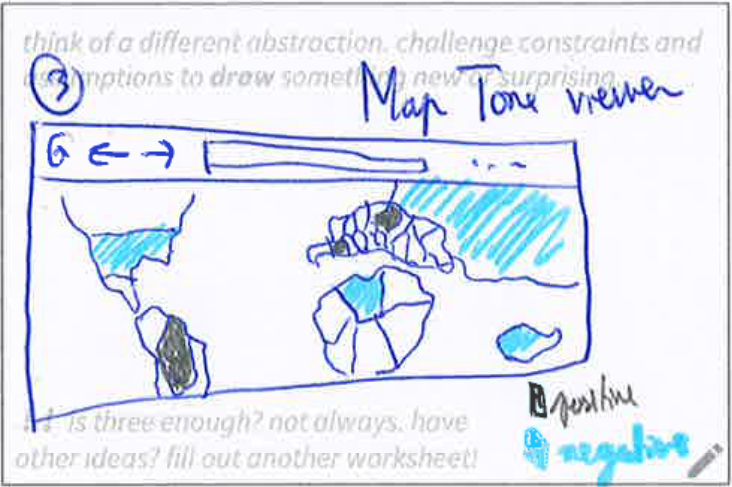 think of a different abstraction. challenge constraints and
assumptions to draw something new or surprising.
3
Map Tone viewer
...
!4 is three enough? not always. have
other ideas? fill out another worksheet!
positive
negative